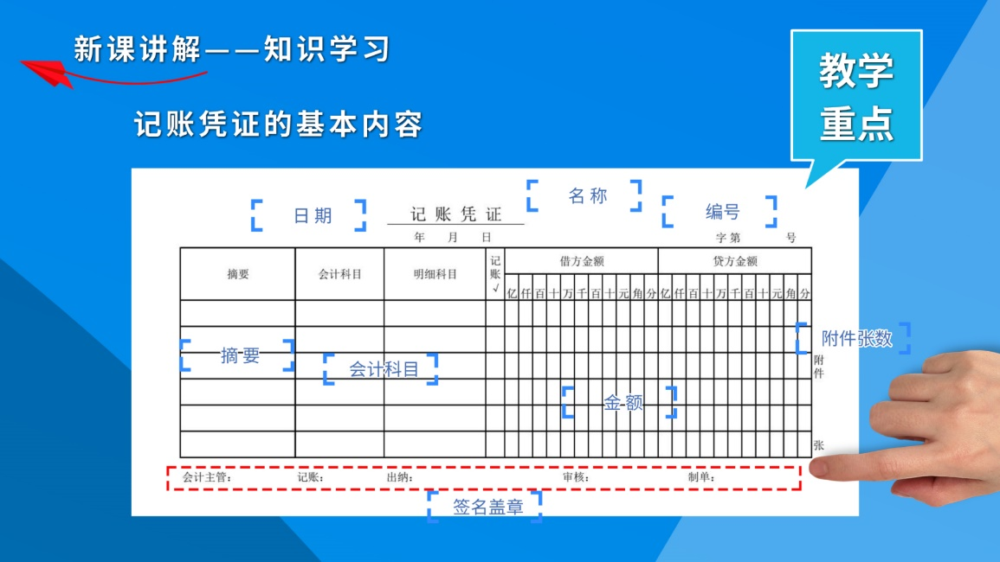 新课讲解——知识学习
教学
重点
记账凭证的基本内容
名称
日期
记账凭证
编号
年 月 日
字第 号
摘要 会计科目 明细科目 记账√ 借方金额 贷方金额
亿仟百十万千百十元角分 亿仟百十万千百十元角分
附件张数
摘要
会计科目
附件
金额
张
会计主管: 记账: 出纳: 审核: 制单:
签名盖章